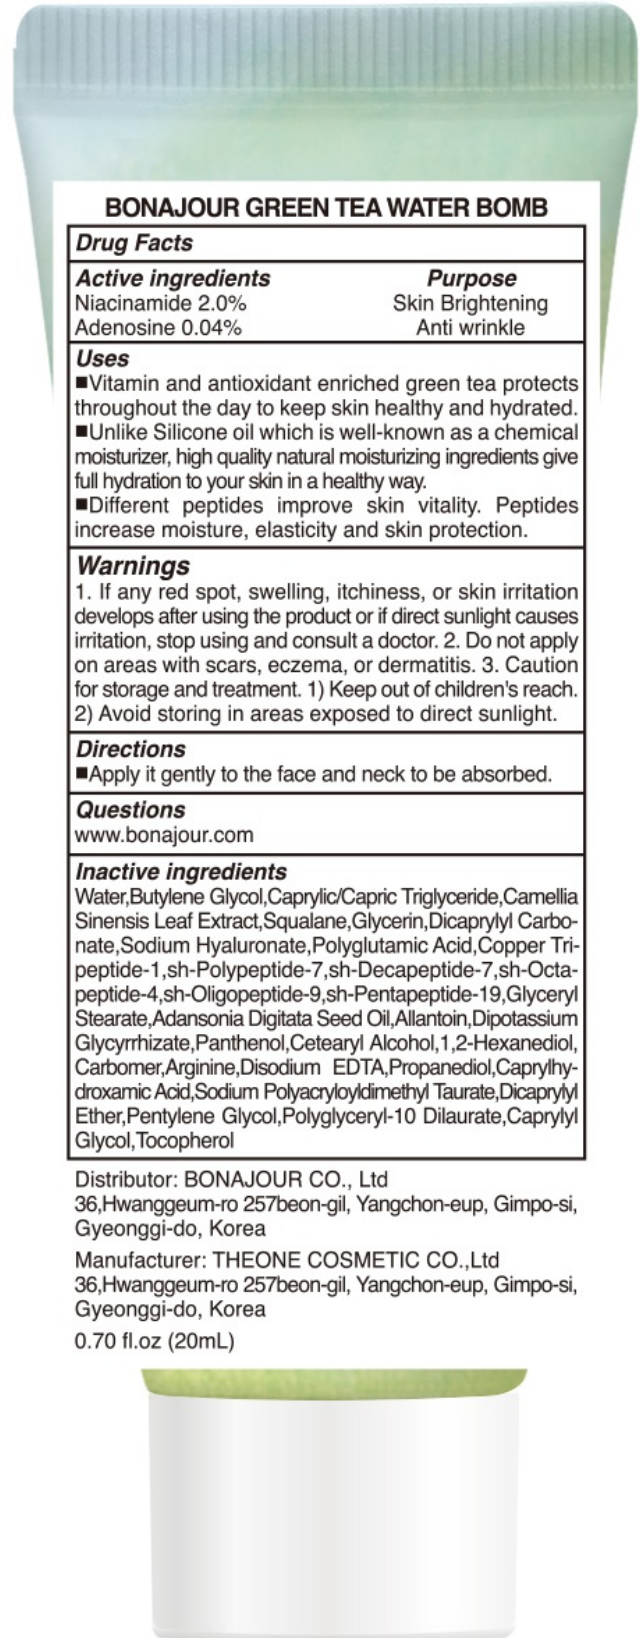 BONAJOUR GREEN TEA WATER BOMB
Drug Facts
Active ingredients Purpose
Niacinamide 2.0% Skin Brightening
Adenosine 0.04% Anti wrinkle
Uses
■Vitamin and antioxidant enriched green tea protects
throughout the day to keep skin healthy and hydrated.
■Unlike Silicone oil which is well-known as a chemical
moisturizer, high quality natural moisturizing ingredients give
full hydration to your skin in a healthy way.
■Different peptides improve skin vitality. Peptides
increase moisture, elasticity and skin protection.
Warnings
1. If any red spot, swelling, itchiness, or skin irritation
develops after using the product or if direct sunlight causes
irritation, stop using and consult a doctor. 2. Do not apply
on areas with scars, eczema, or dermatitis. 3. Caution
for storage and treatment. 1) Keep out of children's reach.
2) Avoid storing in areas exposed to direct sunlight.
Directions
■Apply it gently to the face and neck to be absorbed.
Questions
www.bonajour.com
Inactive ingredients
Water,Butylene Glycol,Caprylic/Capric Triglyceride,Camellia
Sinensis Leaf Extract,Squalane,Glycerin,Dicaprylyl Carbo-
nate,Sodium Hyaluronate,Polyglutamic Acid,Copper Tri-
peptide-1,sh-Polypeptide-7,sh-Decapeptide-7,sh-Octa-
peptide-4,sh-Oligopeptide-9,sh-Pentapeptide-19,Glyceryl
Stearate,Adansonia Digitata Seed Oil,Allantoin,Dipotassium
Glycyrrhizate,Panthenol,Cetearyl Alcohol,1,2-Hexanediol,
Carbomer,Arginine,Disodium EDTA,Propanediol,Caprylhy-
droxamic Acid,Sodium Polyacryloyldimethyl Taurate,Dicaprylyl
Ether,Pentylene Glycol,Polyglyceryl-10 Dilaurate,Caprylyl
Glycol,Tocopherol
Distributor: BONAJOUR CO., Ltd
36,Hwanggeum-ro 257beon-gil, Yangchon-eup, Gimpo-si,
Gyeonggi-do, Korea
Manufacturer: THEONE COSMETIC CO.,Ltd
36,Hwanggeum-ro 257beon-gil, Yangchon-eup, Gimpo-si,
Gyeonggi-do, Korea
0.70 fl.oz (20mL)